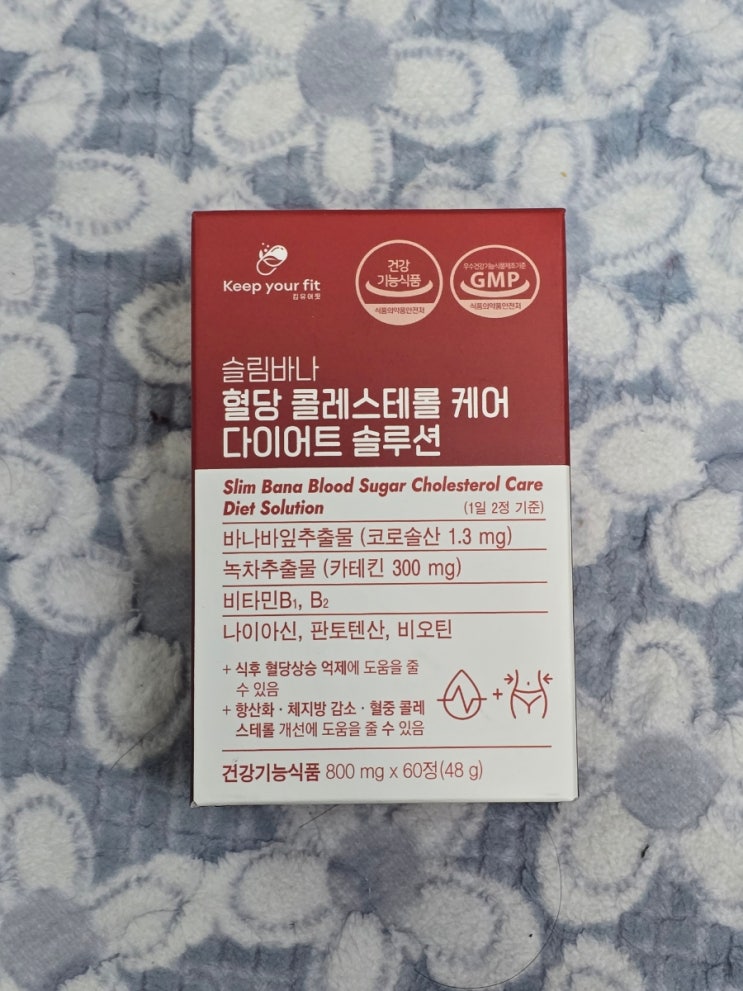 Keep your fit
킵유어핏
건강
기능식품
식품의약품안전처
우수건강기능식품제조기준
GMP
식품의약품안전처
슬림바나
혈당 콜레스테롤 케어
다이어트 솔루션
Slim Bana Blood Sugar Cholesterol Care
Diet Solution
(1일 2정 기준)
바나바잎추출물 (코로솔산 1.3 mg)
녹차추출물 (카테킨 300 mg)
비타민B₁, B₂
나이아신, 판토텐산, 비오틴
+ 식후 혈당상승 억제에 도움을 줄
수 있음
+ 항산화 · 체지방 감소 · 혈중 콜레
스테롤 개선에 도움을 줄 수 있음
+
건강기능식품 800 mg x 60정(48 g)